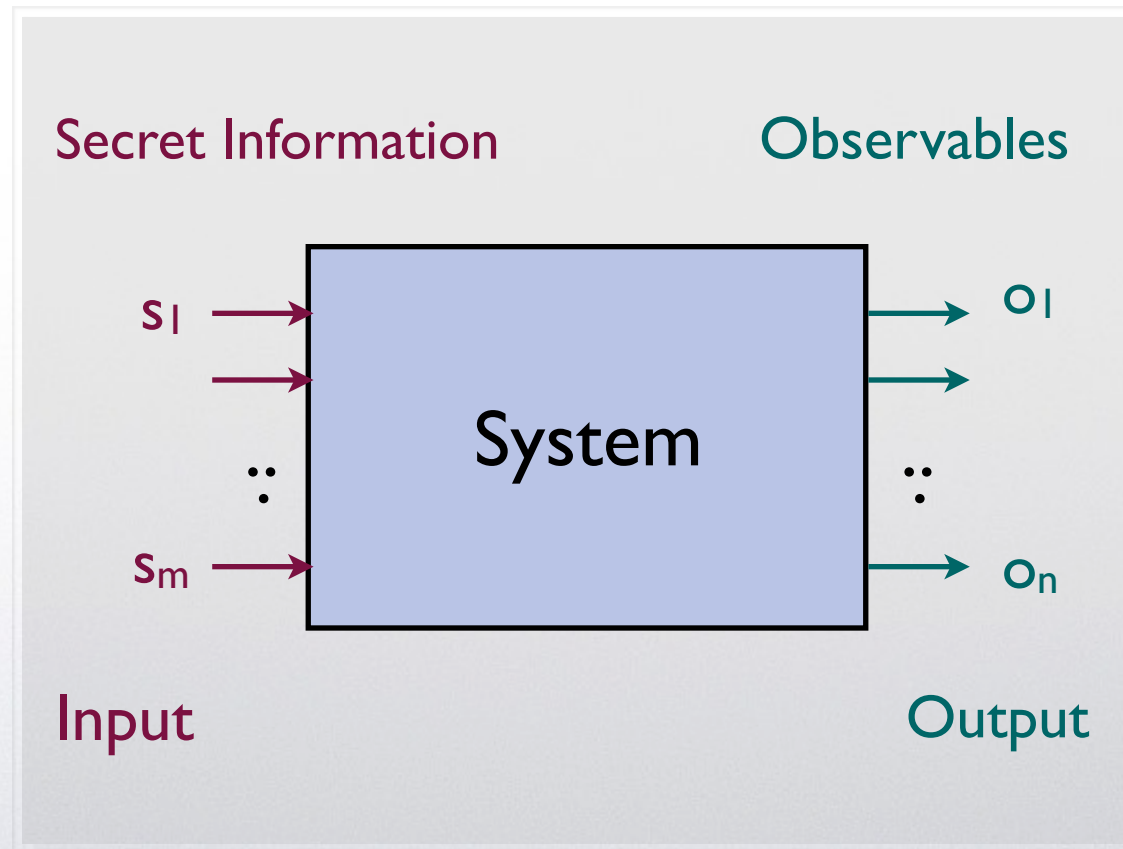 Secret Information Observables
s₁ o₁
System
sₘ oₙ
Input Output